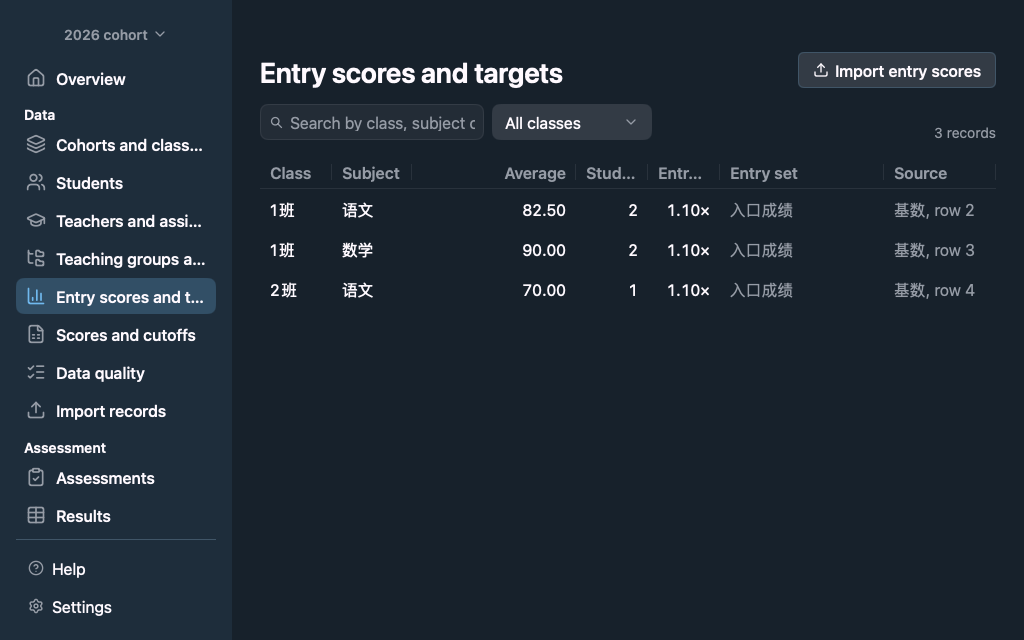 2026 cohort
Overview
Data
Cohorts and class...
Students
Teachers and assi...
Teaching groups a...
Entry scores and t...
Scores and cutoffs
Data quality
Import records
Assessment
Assessments
Results
Help
Settings
Entry scores and targets
Import entry scores
Search by class, subject c
All classes
3 records
Class Subject Average Stud... Entr... Entry set Source
1班 语文 82.50 2 1.10× 入口成绩 基数, row 2
1班 数学 90.00 2 1.10× 入口成绩 基数, row 3
2班 语文 70.00 1 1.10× 入口成绩 基数, row 4